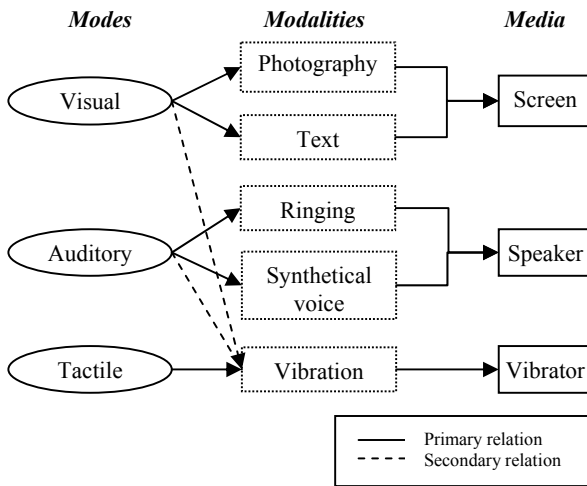 Modes Modalities Media
Photography
Visual
Screen
Text
Ringing
Auditory
Speaker
Synthetical
voice
Tactile
Vibration
Vibrator
Primary relation
Secondary relation